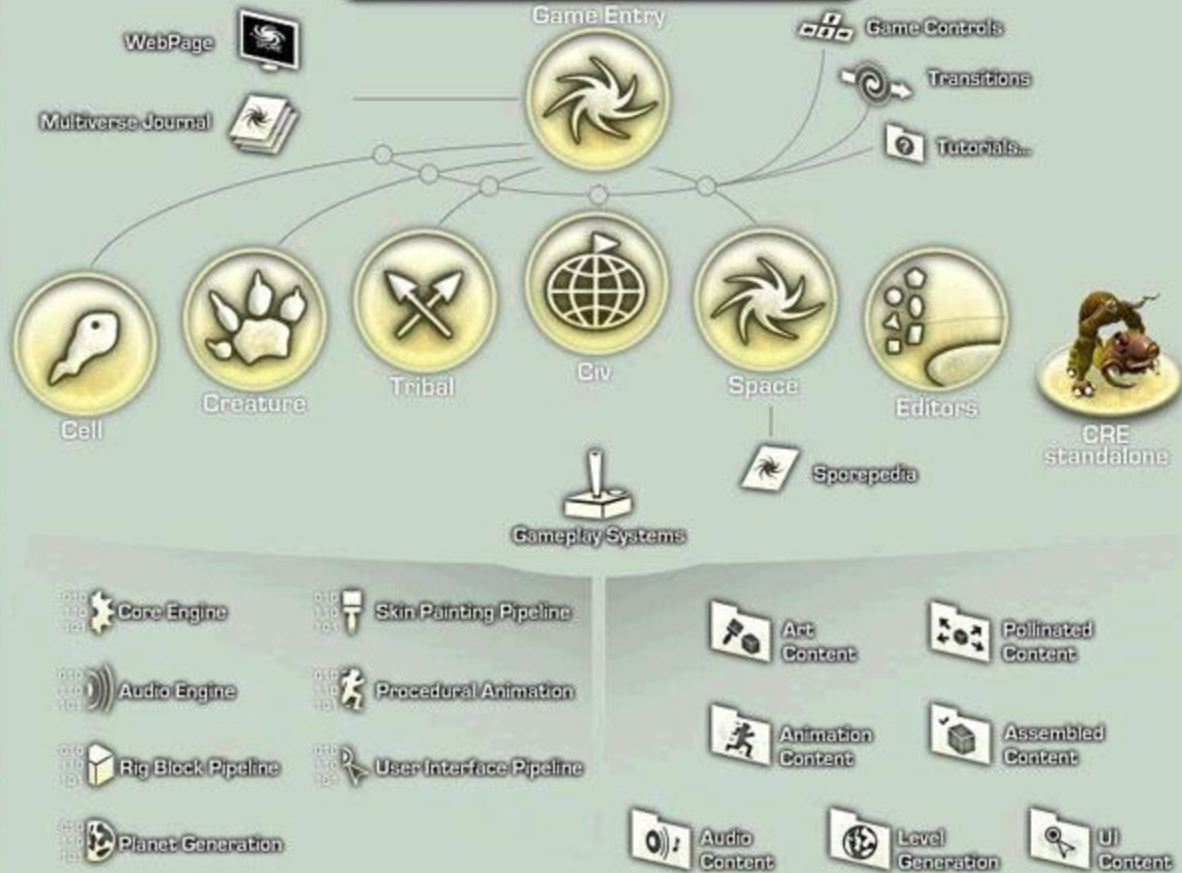 Game Entry
WebPage
SPORE
Game Controls
Transitions
Multiverse Journal
Tutorials...
Cell
Creature
Tribal
Civ
Space
Editors
CRE
standalone
Sporepedia
Gameplay Systems
Core Engine
Skin Painting Pipeline
Audio Engine
Procedural Animation
Rig Block Pipeline
User Interface Pipeline
Planet Generation
Art
Content
Pollinated
Content
Animation
Content
Assembled
Content
Audio
Content
Level
Generation
UI
Content